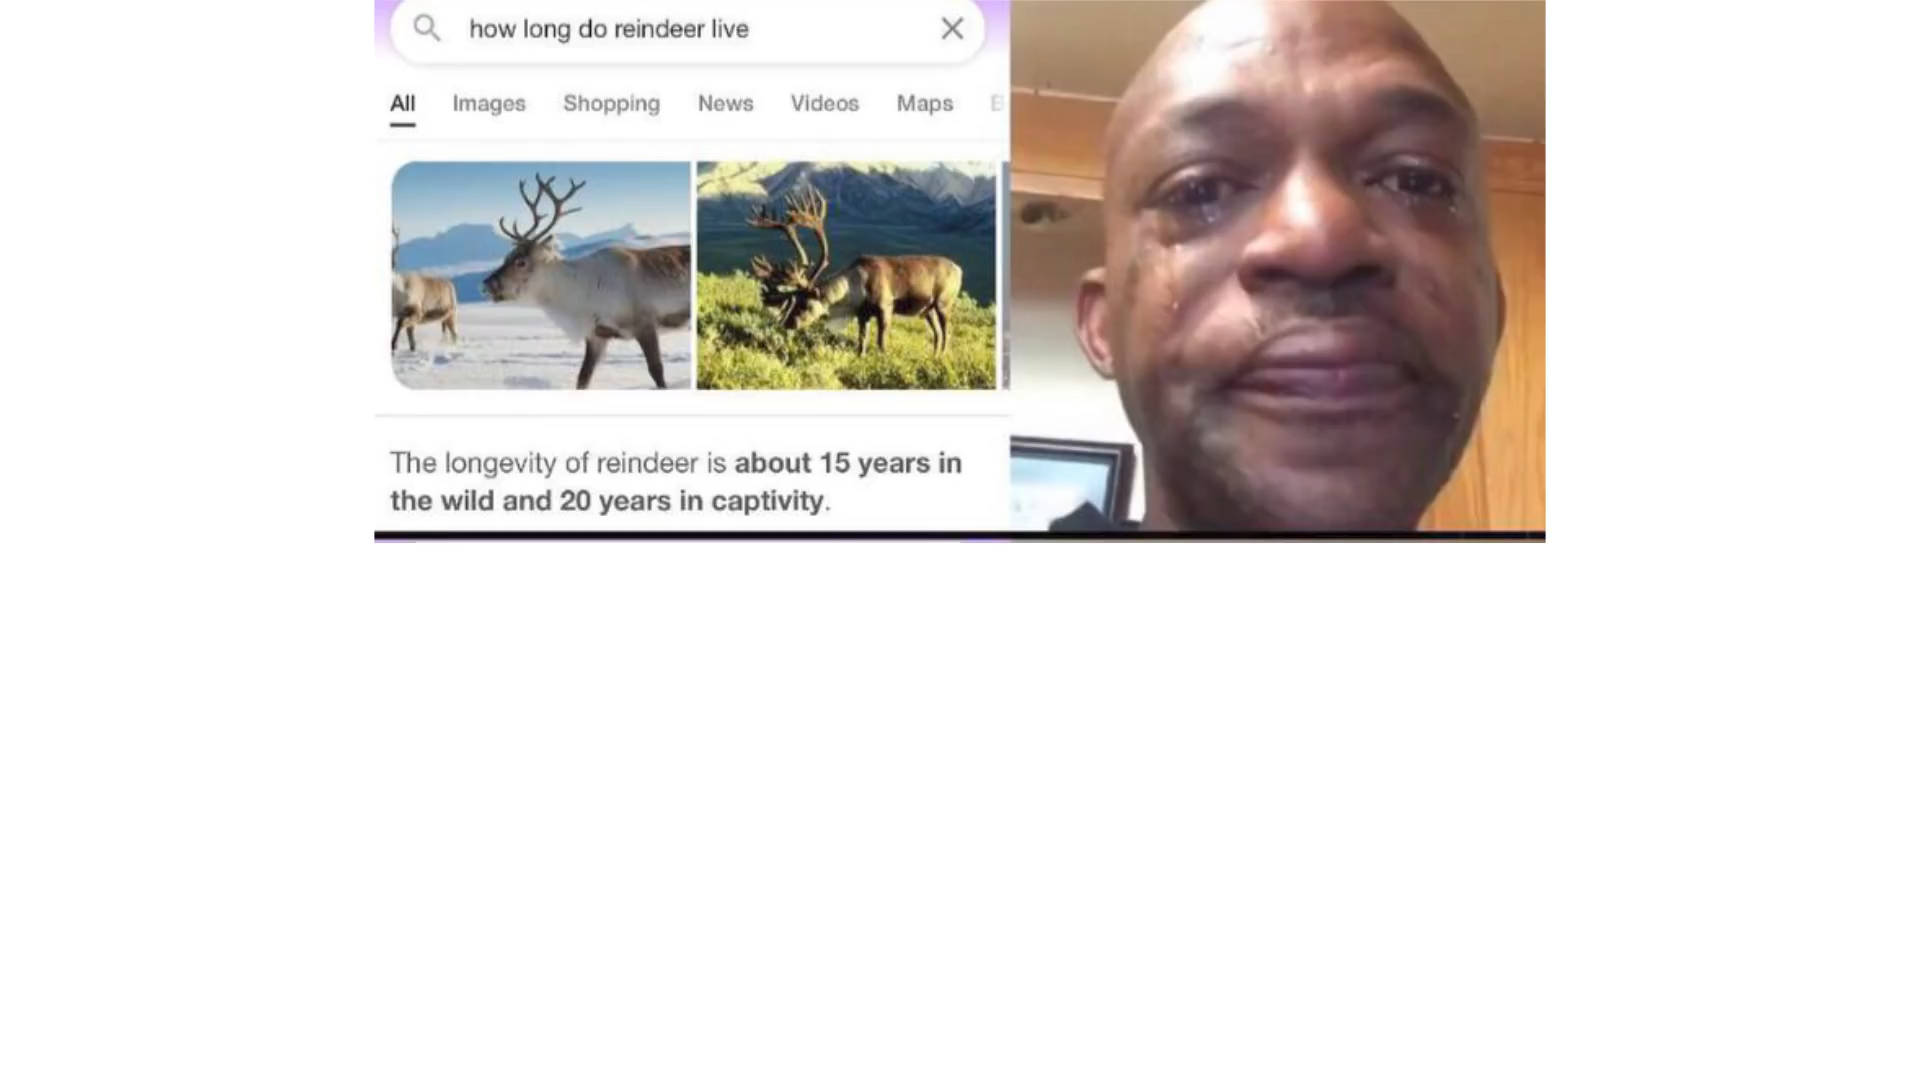 how long do reindeer live
All Images Shopping News Videos Maps
The longevity of reindeer is about 15 years in
the wild and 20 years in captivity.